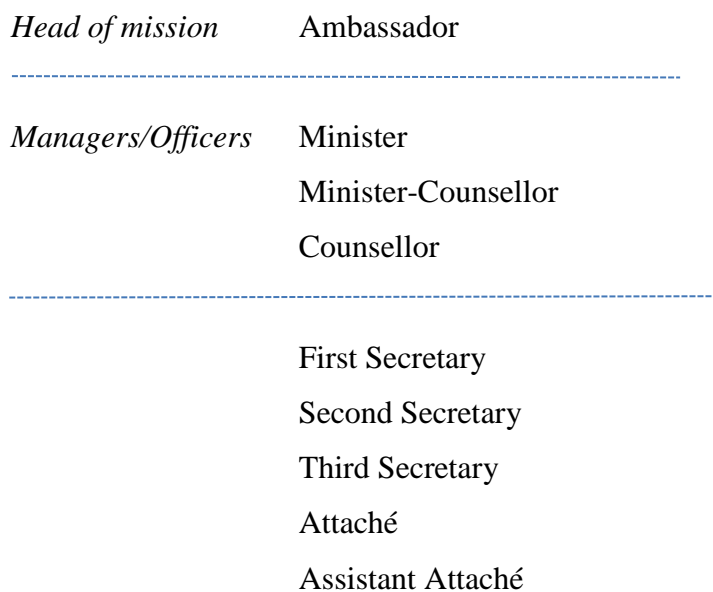 Head of mission Ambassador
Managers/Officers Minister
Minister-Counsellor
Counsellor
First Secretary
Second Secretary
Third Secretary
Attaché
Assistant Attaché